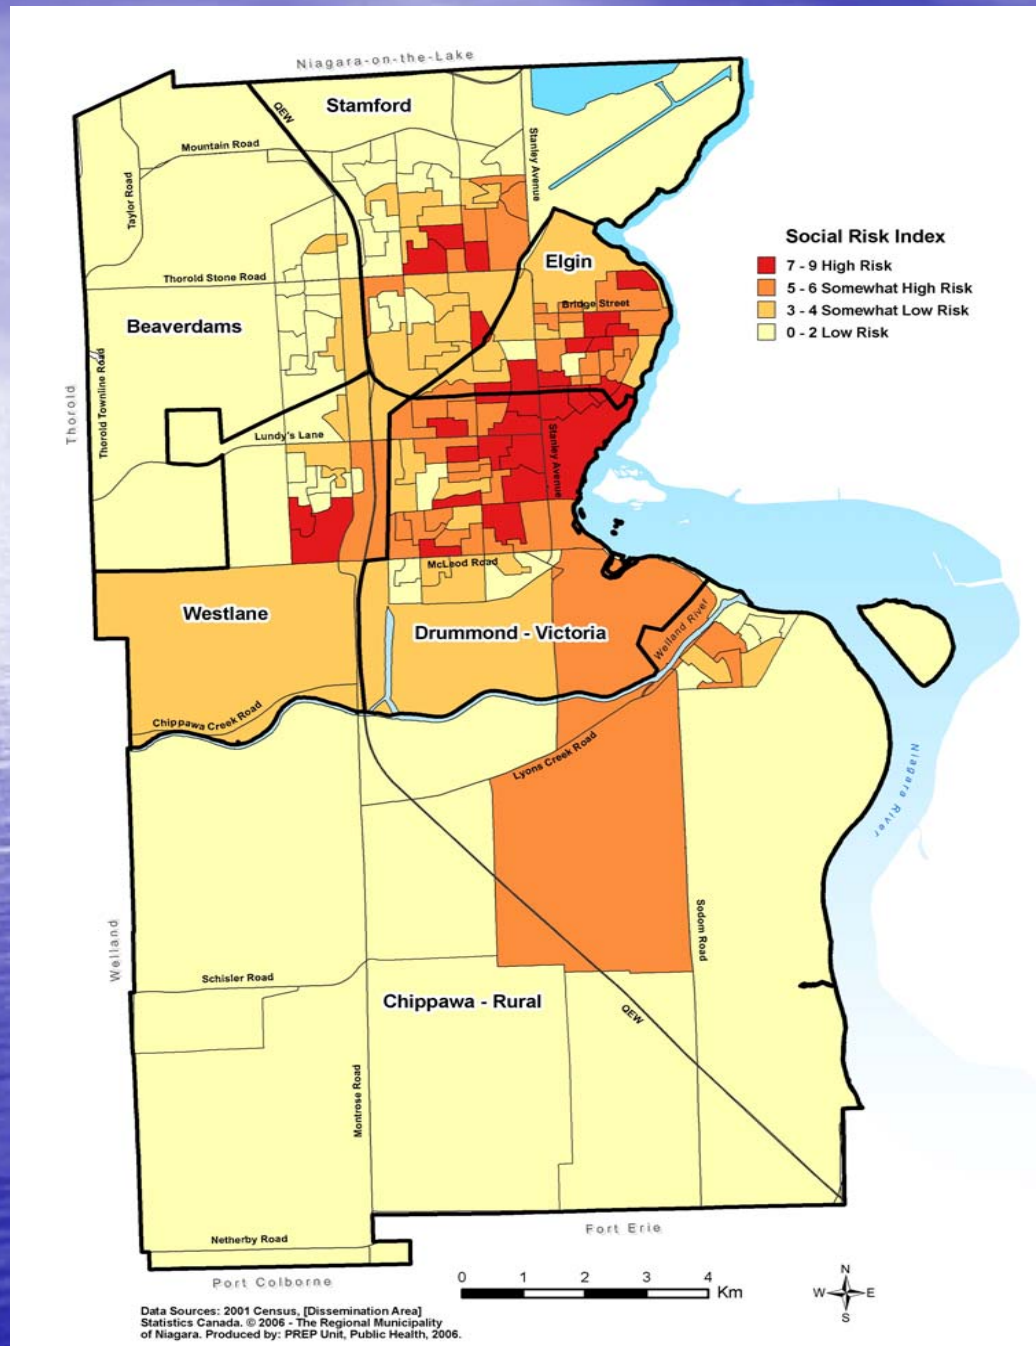 Niagara-on-the-Lake
Stamford
QEW
Mountain Road
Stanley Avenue
Taylor Road
Social Risk Index
7 - 9 High Risk
5 - 6 Somewhat High Risk
3 - 4 Somewhat Low Risk
0 - 2 Low Risk
Elgin
Thorold Stone Road
Bridge Street
Beaverdams
Thorold Townline Road
Thorold
Lundy's Lane
Stanley Avenue
McLeod Road
Westlane
Drummond - Victoria
Welland River
Chippawa Creek Road
Lyons Creek Road
Niagara River
Welland
Sodom Road
Schisler Road
Chippawa - Rural
QEW
Montrose Road
Fort Erie
Netherby Road
Port Colborne
0 1 2 3 4
Km
N
W E
S
Data Sources: 2001 Census, [Dissemination Area]
Statistics Canada. © 2006 - The Regional Municipality
of Niagara. Produced by: PREP Unit, Public Health, 2006.